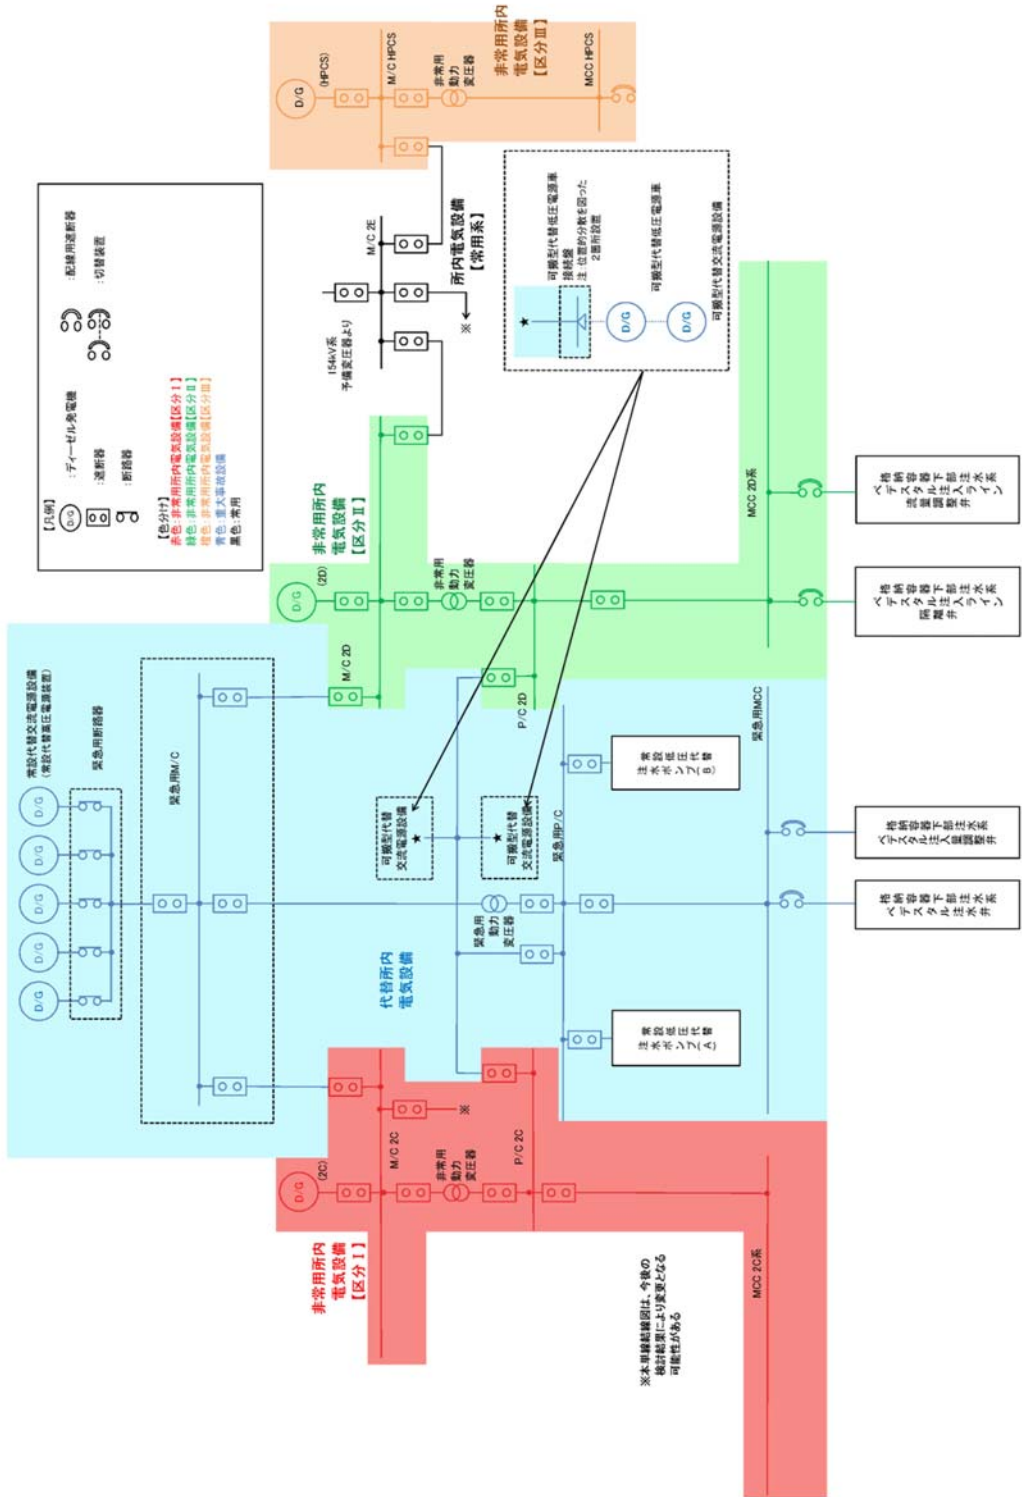 【凡例】
D/G
:ディーゼル発電機
:遮断器
:断路器
:配線用遮断器
:切替装置
【色分け】
赤色:非常用所内電気設備【区分Ⅰ】
緑色:非常用所内電気設備【区分Ⅱ】
橙色:非常用所内電気設備【区分Ⅲ】
青色:重大事故設備
黒色:常用
常設代替交流電源設備
(常設代替高圧電源装置)
D/G
D/G
D/G
D/G
D/G
緊急用断路器
緊急用M/C
非常用所内
電気設備
【区分Ⅰ】
D/G
(2C)
M/C 2C
※
非常用
動力
変圧器
P/C 2C
MCC 2C系
代替所内
電気設備
可搬型代替
交流電源設備
★
★
可搬型代替
交流電源設備
緊急用
動力
変圧器
緊急用P/C
常設低圧代替
注水ポンプ(A)
常設低圧代替
注水ポンプ(B)
緊急用MCC
格納容器下部注水系
ペデスタル注水弁
格納容器下部注水系
ペデスタル注入量調整弁
非常用所内
電気設備
【区分Ⅱ】
D/G
(2D)
M/C 2D
非常用
動力
変圧器
P/C 2D
MCC 2D系
格納容器下部注水系
ペデスタル注入ライン
隔離弁
格納容器下部注水系
ペデスタル注入ライン
流量調整弁
154kV系
予備変圧器より
M/C 2E
※
所内電気設備
【常用系】
★
可搬型代替低圧電源車
接続盤
注:位置的分散を図った
2箇所設置
D/G
D/G
可搬型代替低圧電源車
可搬型代替交流電源設備
D/G
(HPCS)
M/C HPCS
非常用
動力
変圧器
非常用所内
電気設備
【区分Ⅲ】
MCC HPCS
※本単線結線図は、今後の
検討結果により変更となる
可能性がある